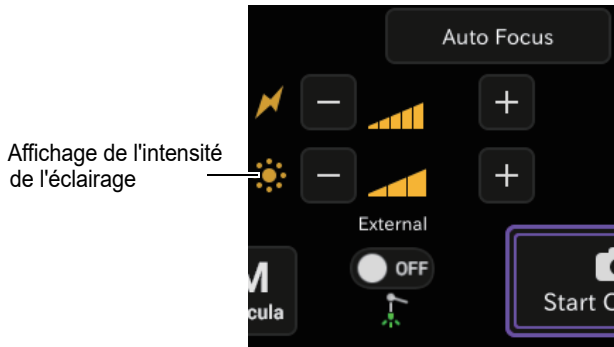 Auto Focus
Affichage de l'intensité
de l'éclairage
External
OFF
M
cula
Start C